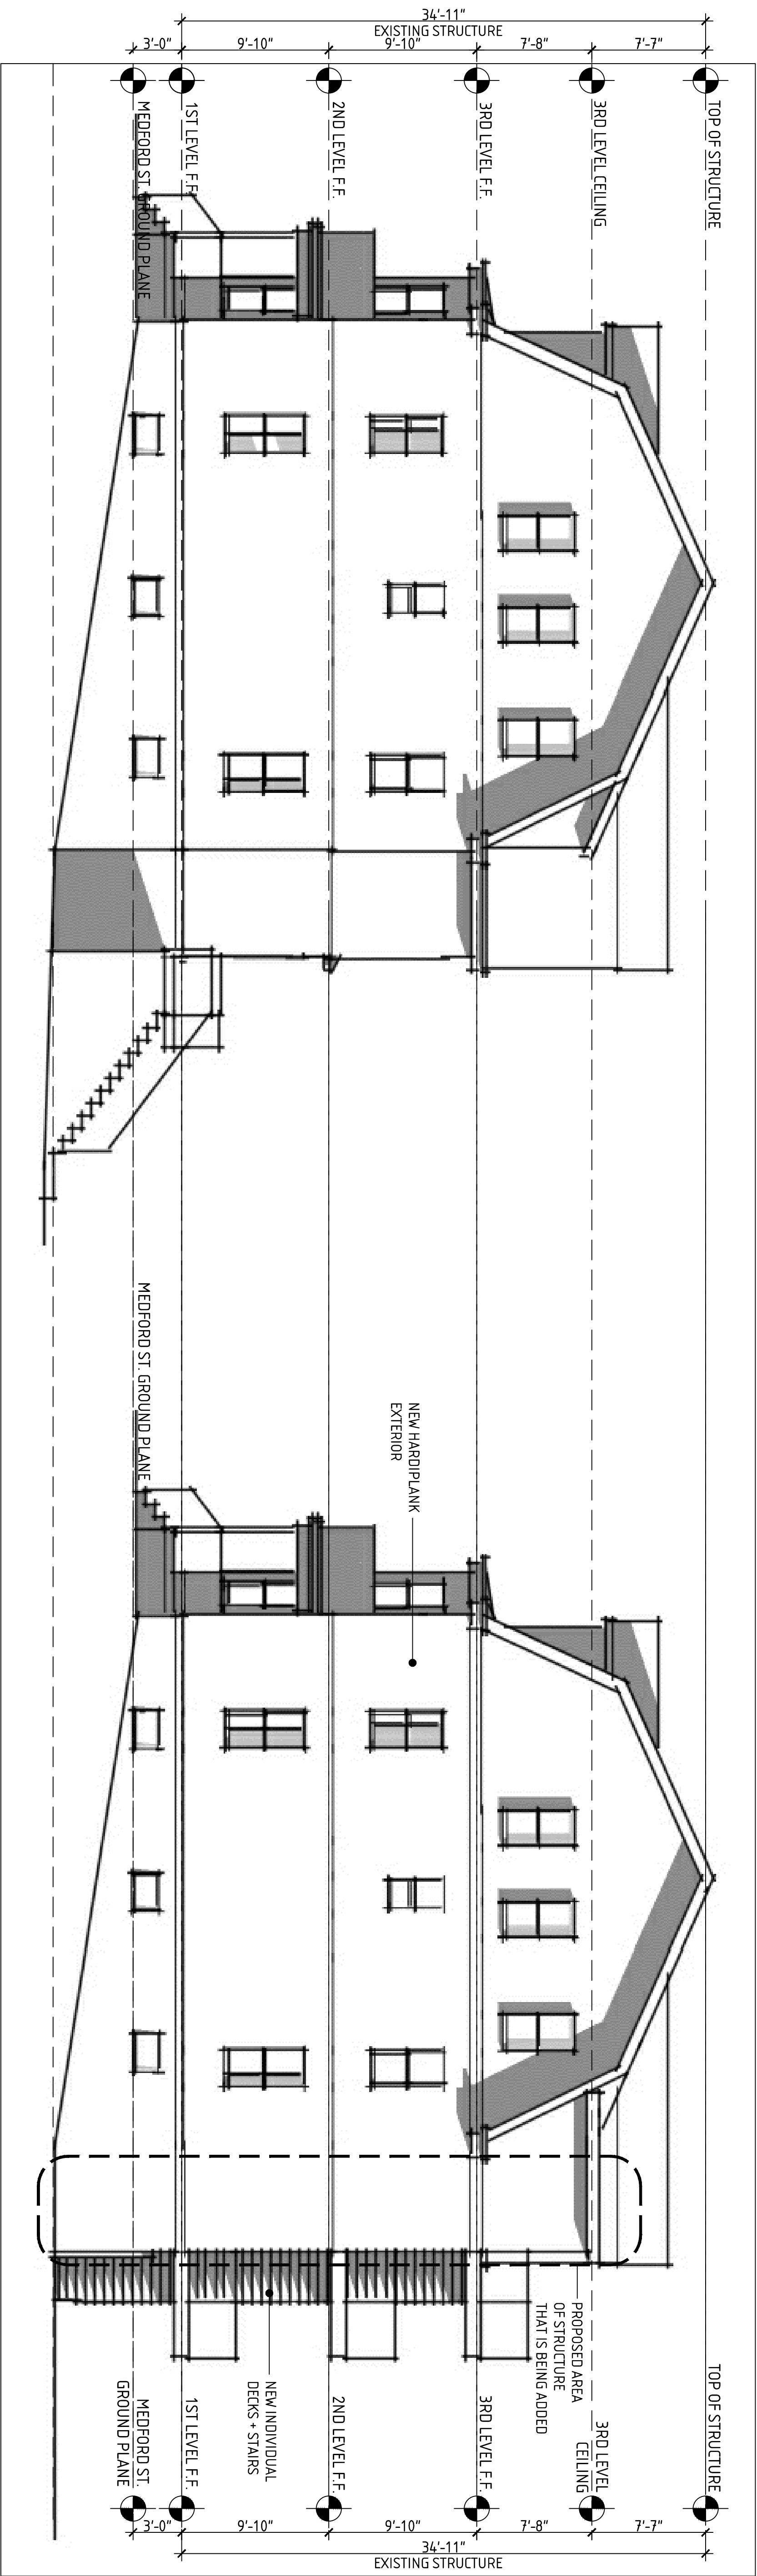 34'-11"
EXISTING STRUCTURE
3'-0"
9'-10"
9'-10"
7'-8"
7'-7"
TOP OF STRUCTURE
3RD LEVEL CEILING
3RD LEVEL F.F.
2ND LEVEL F.F.
1ST LEVEL F.F.
MEDFORD ST. GROUND PLANE
MEDFORD ST. GROUND PLANE
NEW HARDIPLANK
EXTERIOR
PROPOSED AREA
OF STRUCTURE
THAT IS BEING ADDED
NEW INDIVIDUAL
DECKS + STAIRS
TOP OF STRUCTURE
3RD LEVEL
CEILING
3RD LEVEL F.F.
2ND LEVEL F.F.
1ST LEVEL F.F.
MEDFORD ST.
GROUND PLANE
3'-0"
9'-10"
9'-10"
7'-8"
7'-7"
34'-11"
EXISTING STRUCTURE